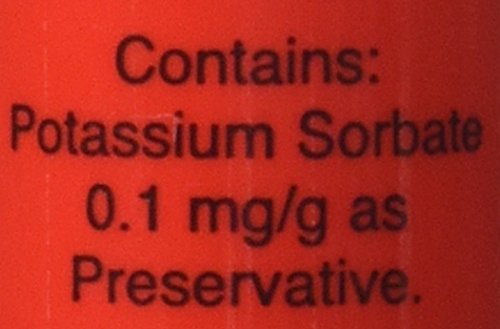 Contains:
Potassium Sorbate
0.1 mg/g as
Preservative.